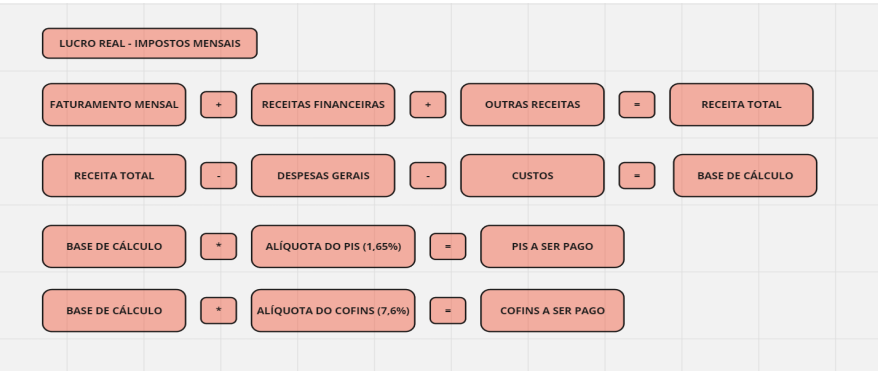 LUCRO REAL - IMPOSTOS MENSAIS
FATURAMENTO MENSAL + RECEITAS FINANCEIRAS + OUTRAS RECEITAS = RECEITA TOTAL
RECEITA TOTAL - DESPESAS GERAIS - CUSTOS = BASE DE CÁLCULO
BASE DE CÁLCULO * ALÍQUOTA DO PIS (1,65%) = PIS A SER PAGO
BASE DE CÁLCULO * ALÍQUOTA DO COFINS (7,6%) = COFINS A SER PAGO